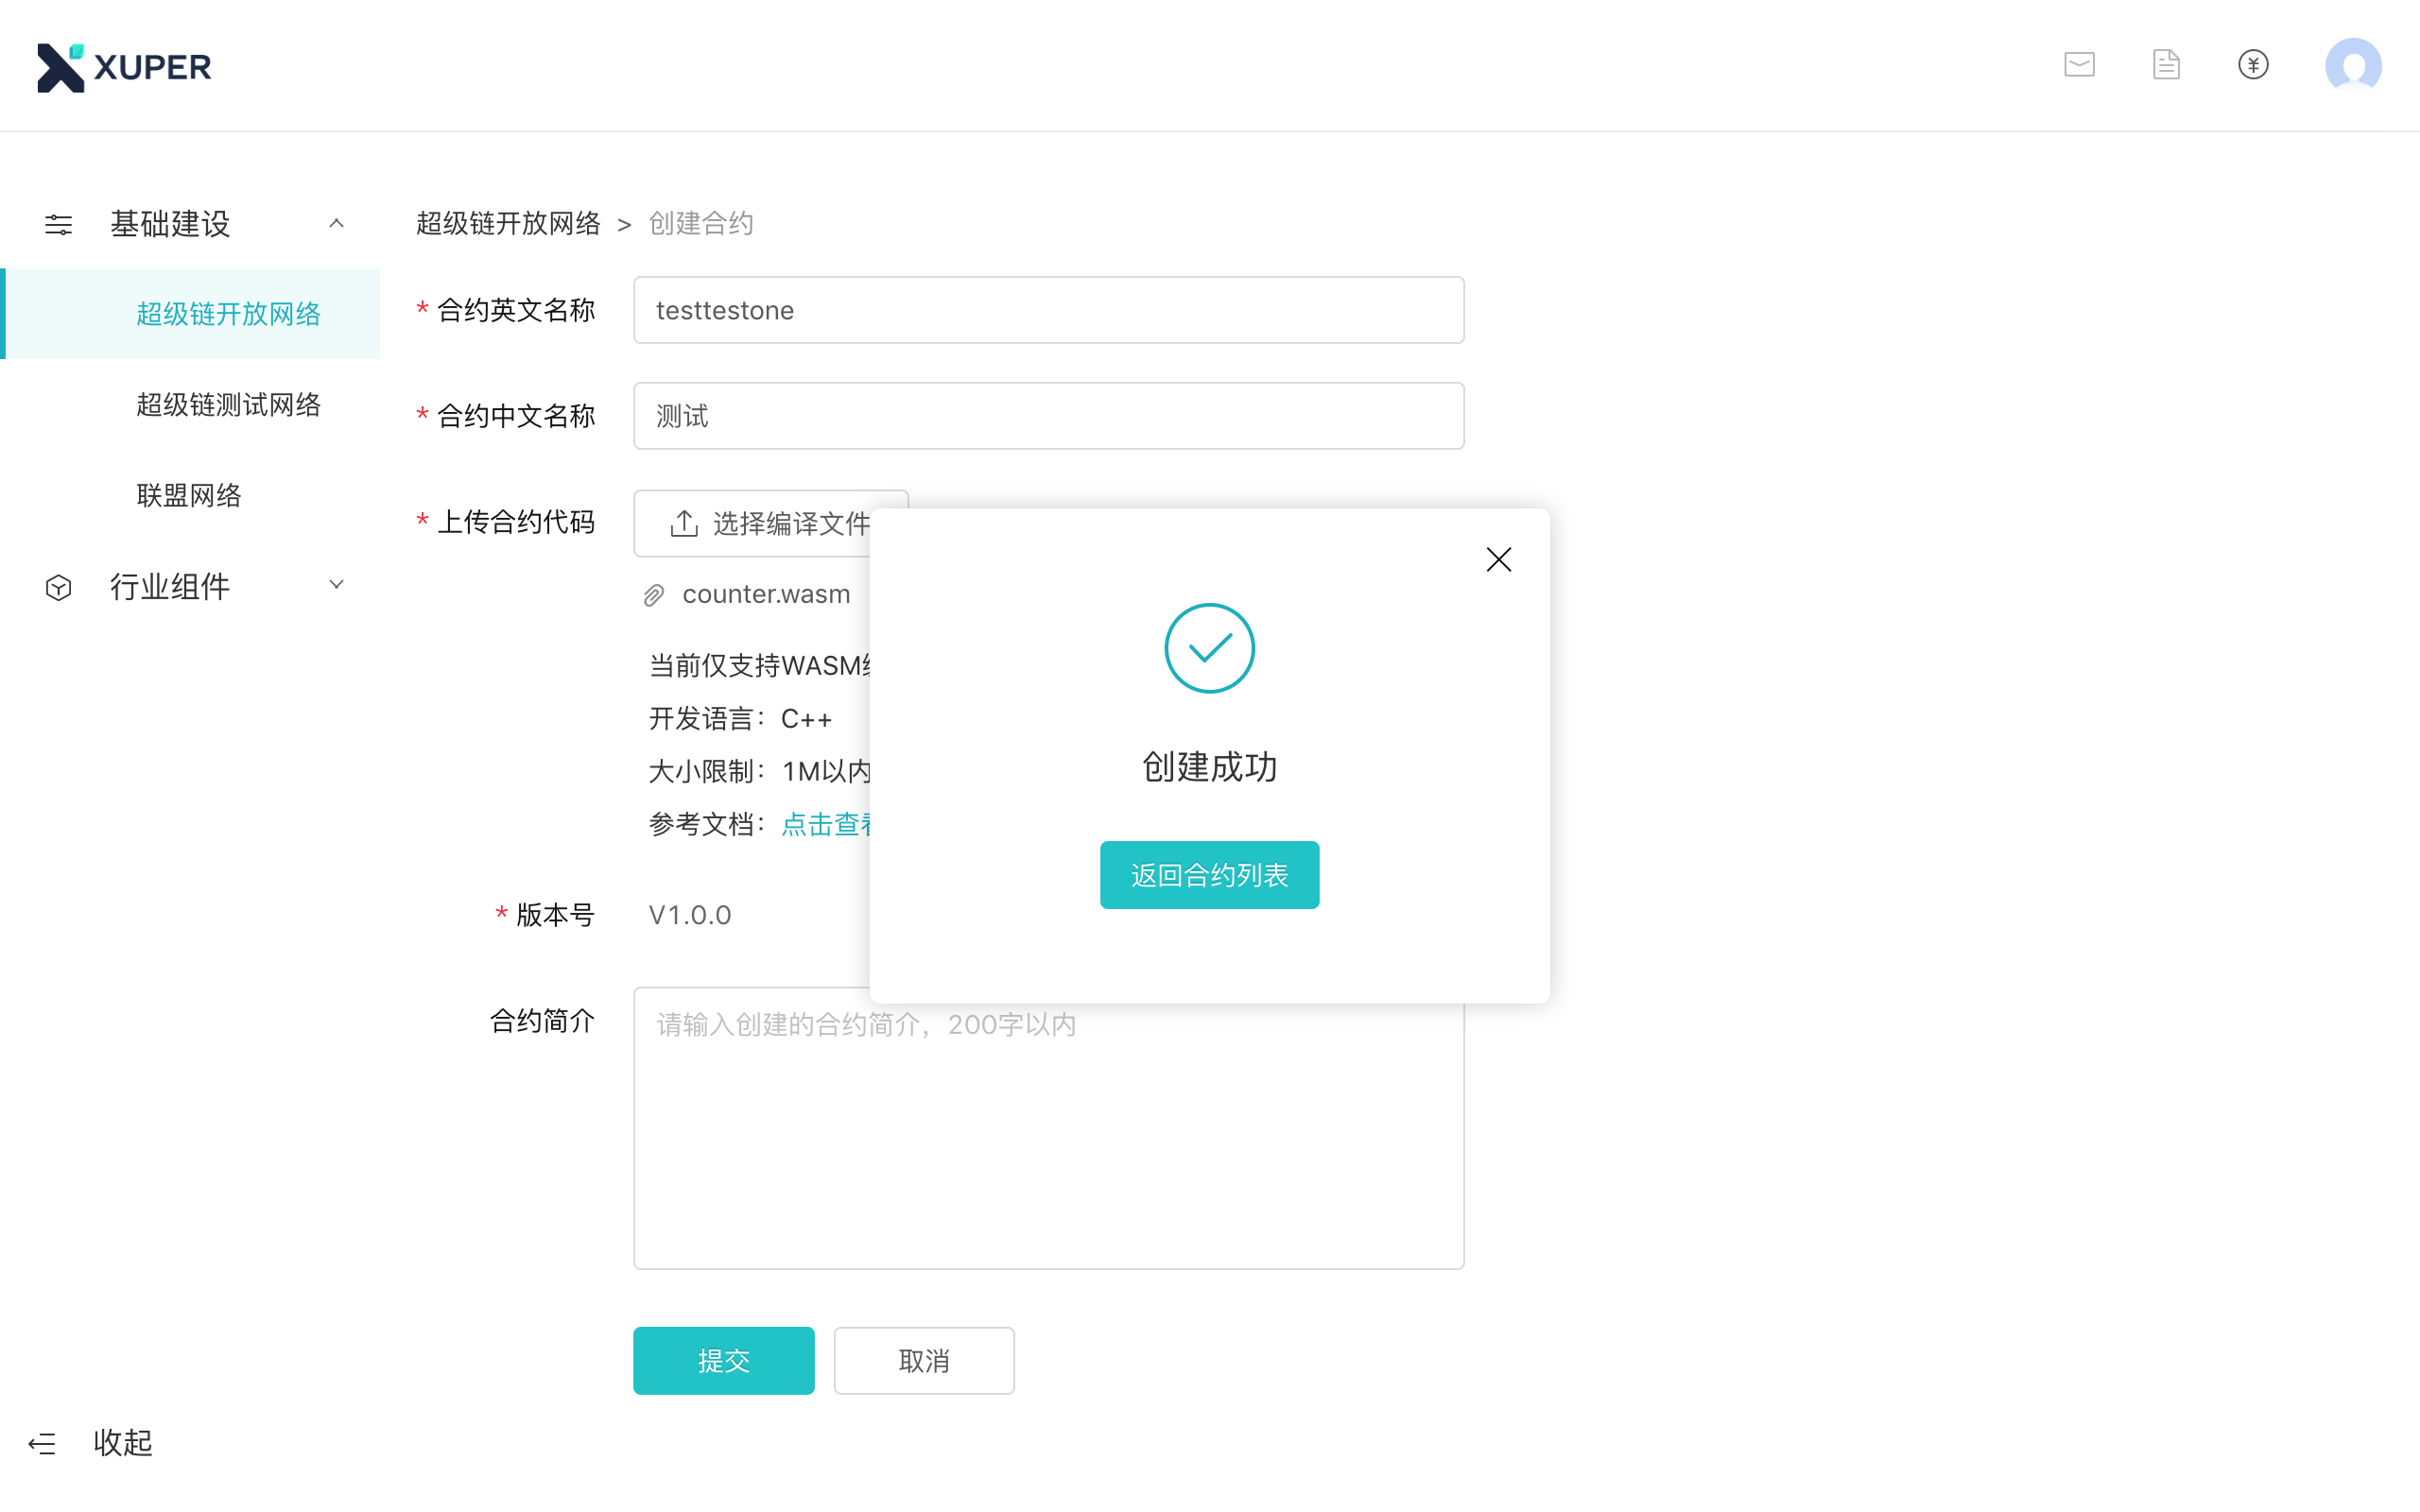 XUPER
基础建设
超级链开放网络
超级链测试网络
联盟网络
行业组件
收起
超级链开放网络 > 创建合约
* 合约英文名称 testtestone
* 合约中文名称 测试
* 上传合约代码 选择编译文件
counter.wasm
当前仅支持WASM
开发语言：C++
大小限制：1M以内
参考文档：点击查看
* 版本号 V1.0.0
合约简介 请输入创建的合约简介，200字以内
提交 取消
创建成功
返回合约列表